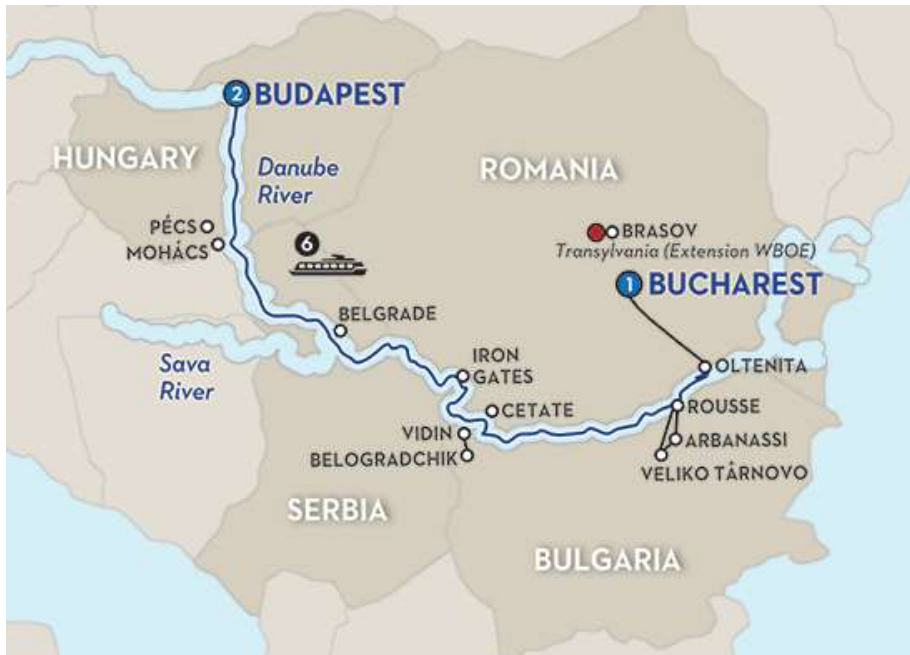 2 BUDAPEST
HUNGARY
Danube
River
ROMANIA
PÉCS
MOHÁCS
6
BRASOV
Transylvania (Extension WBOE)
1 BUCHAREST
BELGRADE
Sava
River
IRON
GATES
OLTENITA
CETATE
ROUSSE
VIDIN
ARBANASSI
BELOGRADCHIK
VELIKO TÂRNOVO
SERBIA
BULGARIA